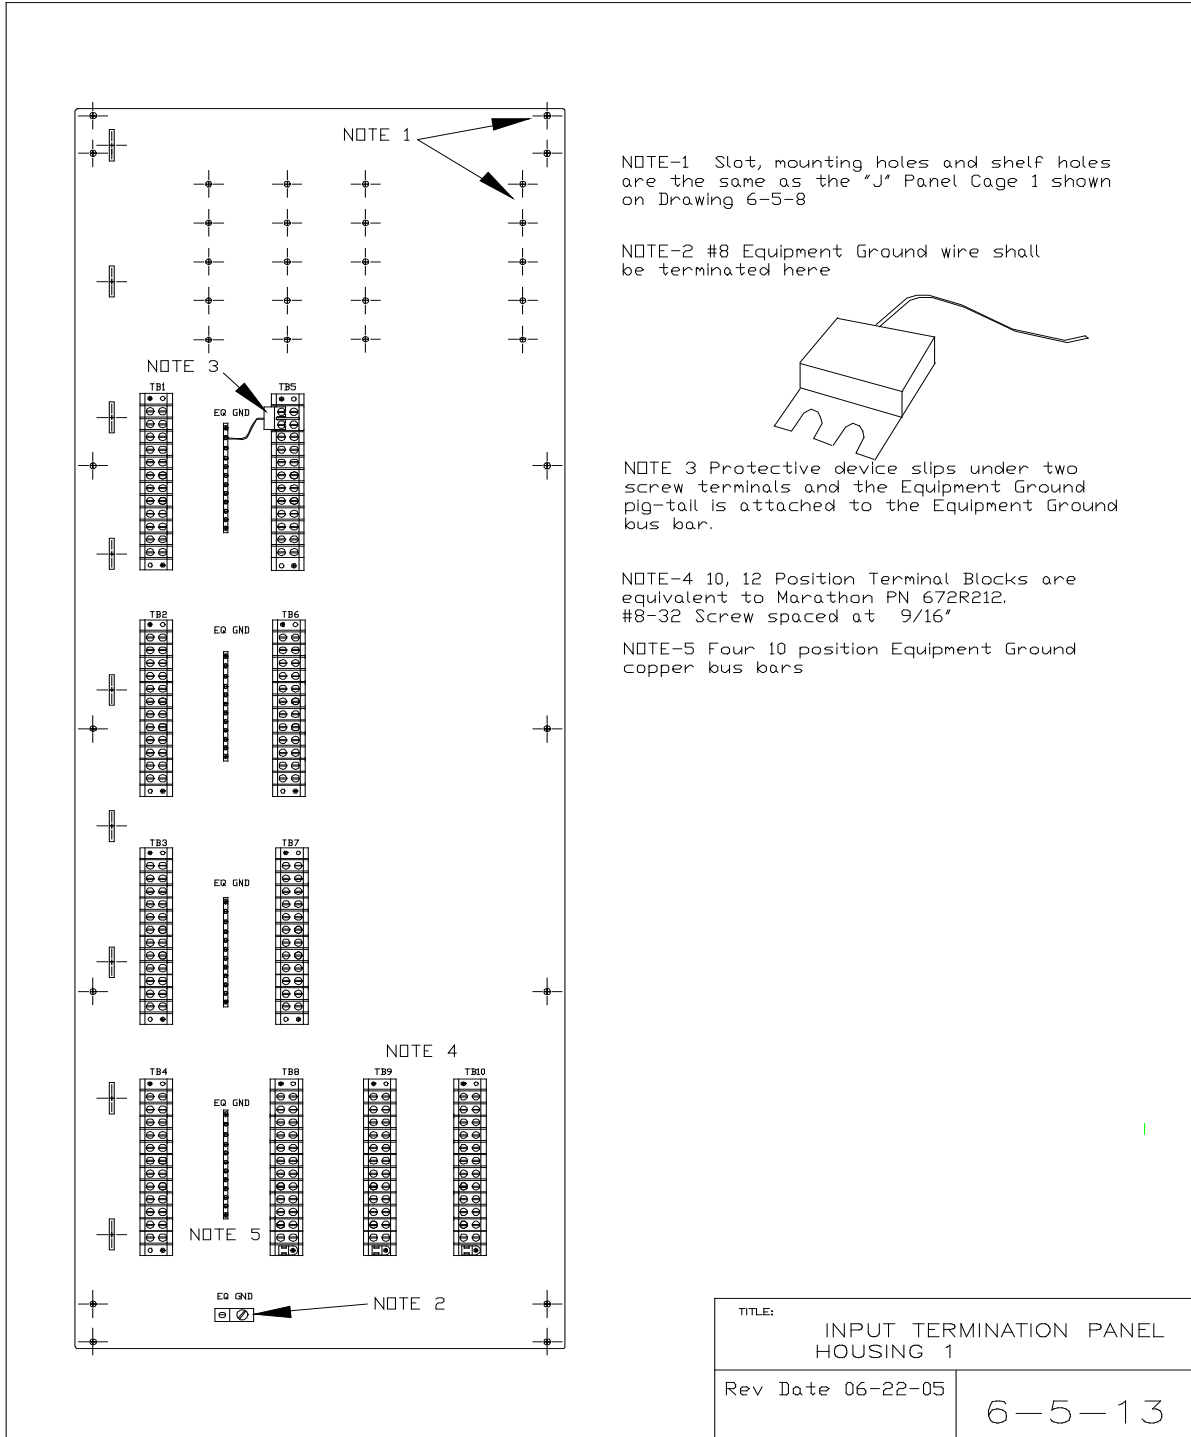 NOTE 1
NOTE-1 Slot, mounting holes and shelf holes
are the same as the "J" Panel Cage 1 shown
on Drawing 6-5-8
NOTE-2 #8 Equipment Ground wire shall
be terminated here
NOTE 3
TB1
TB5
EQ GND
NOTE 3 Protective device slips under two
screw terminals and the Equipment Ground
pig-tail is attached to the Equipment Ground
bus bar.
NOTE-4 10, 12 Position Terminal Blocks are
equivalent to Marathon PN 672R212.
#8-32 Screw spaced at 9/16"
NOTE-5 Four 10 position Equipment Ground
copper bus bars
TB2
TB6
EQ GND
TB3
TB7
EQ GND
NOTE 4
TB4
TB8
TB9
TB10
EQ GND
NOTE 5
EQ GND
NOTE 2
TITLE:
INPUT TERMINATION PANEL
HOUSING 1
Rev Date 06-22-05
6-5-13